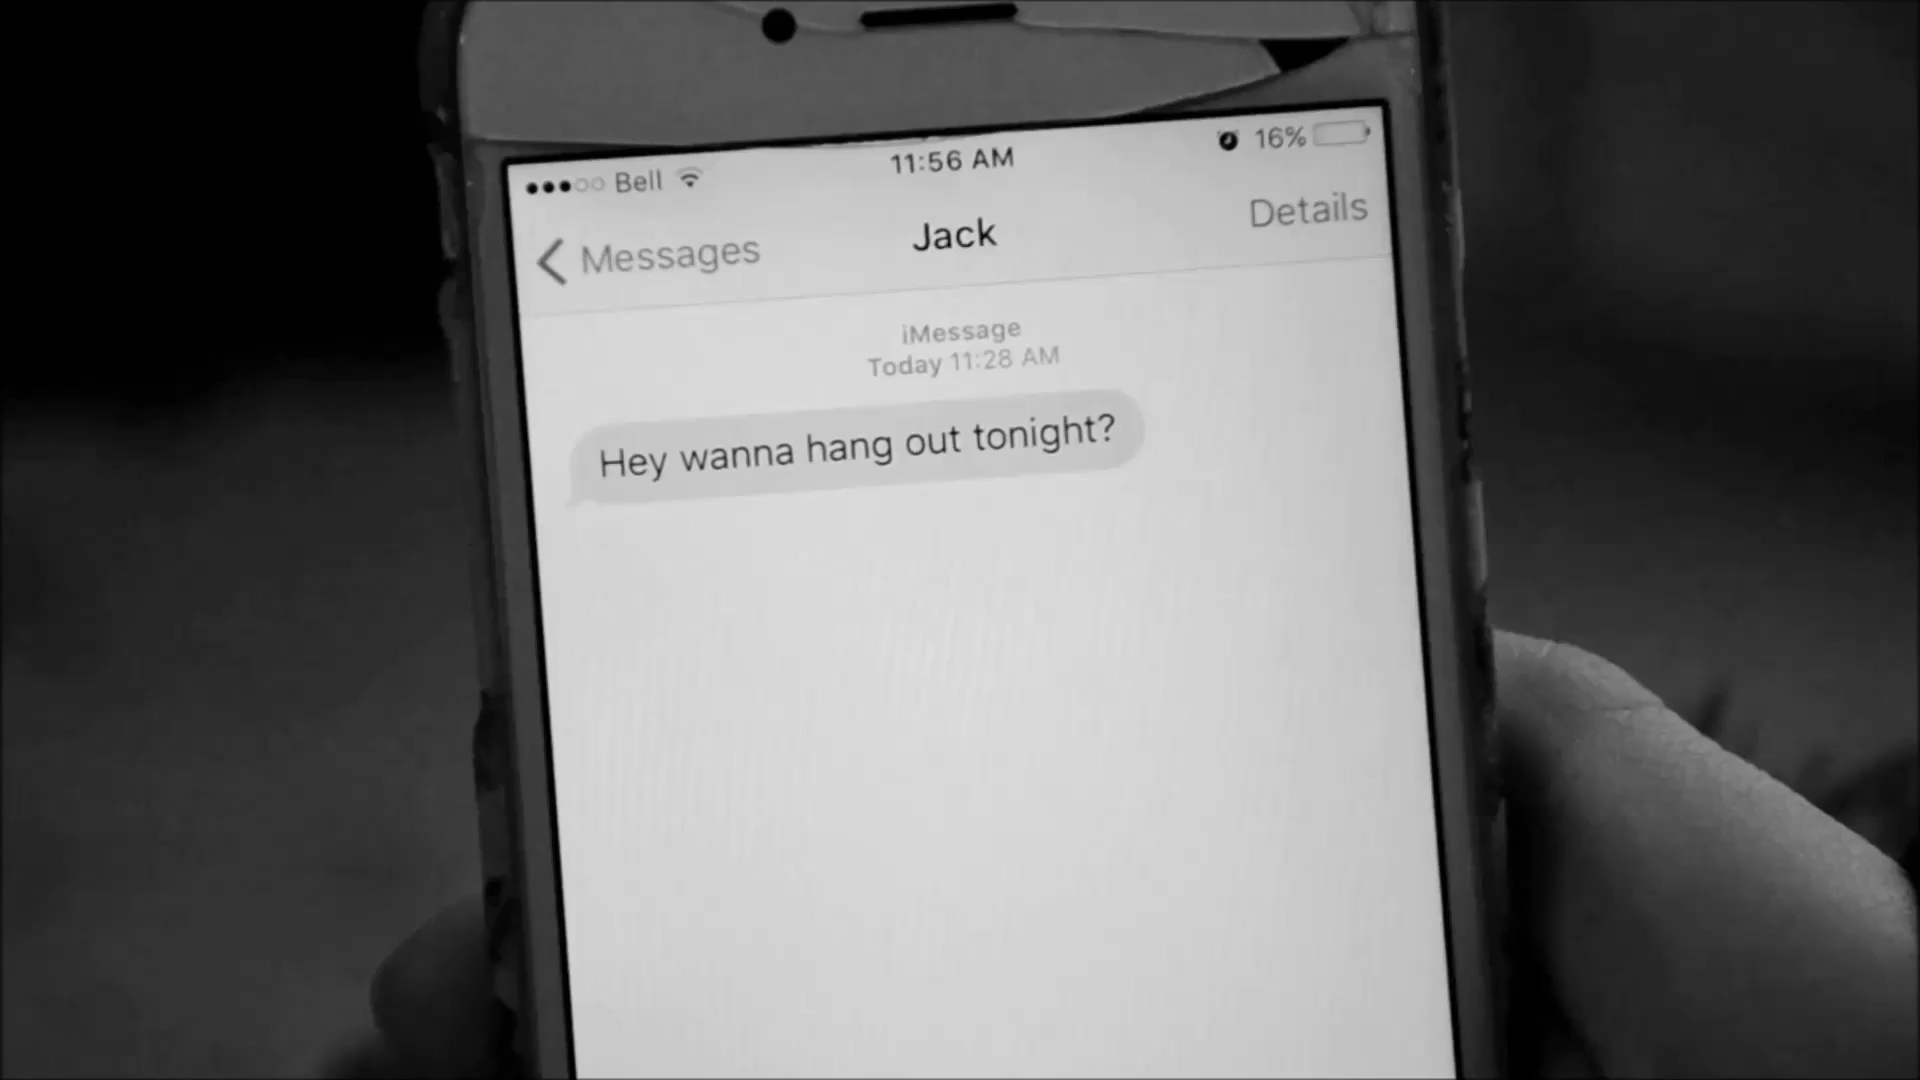 Bell 11:56 AM 16%
Messages Jack Details
iMessage
Today 11:28 AM
Hey wanna hang out tonight?